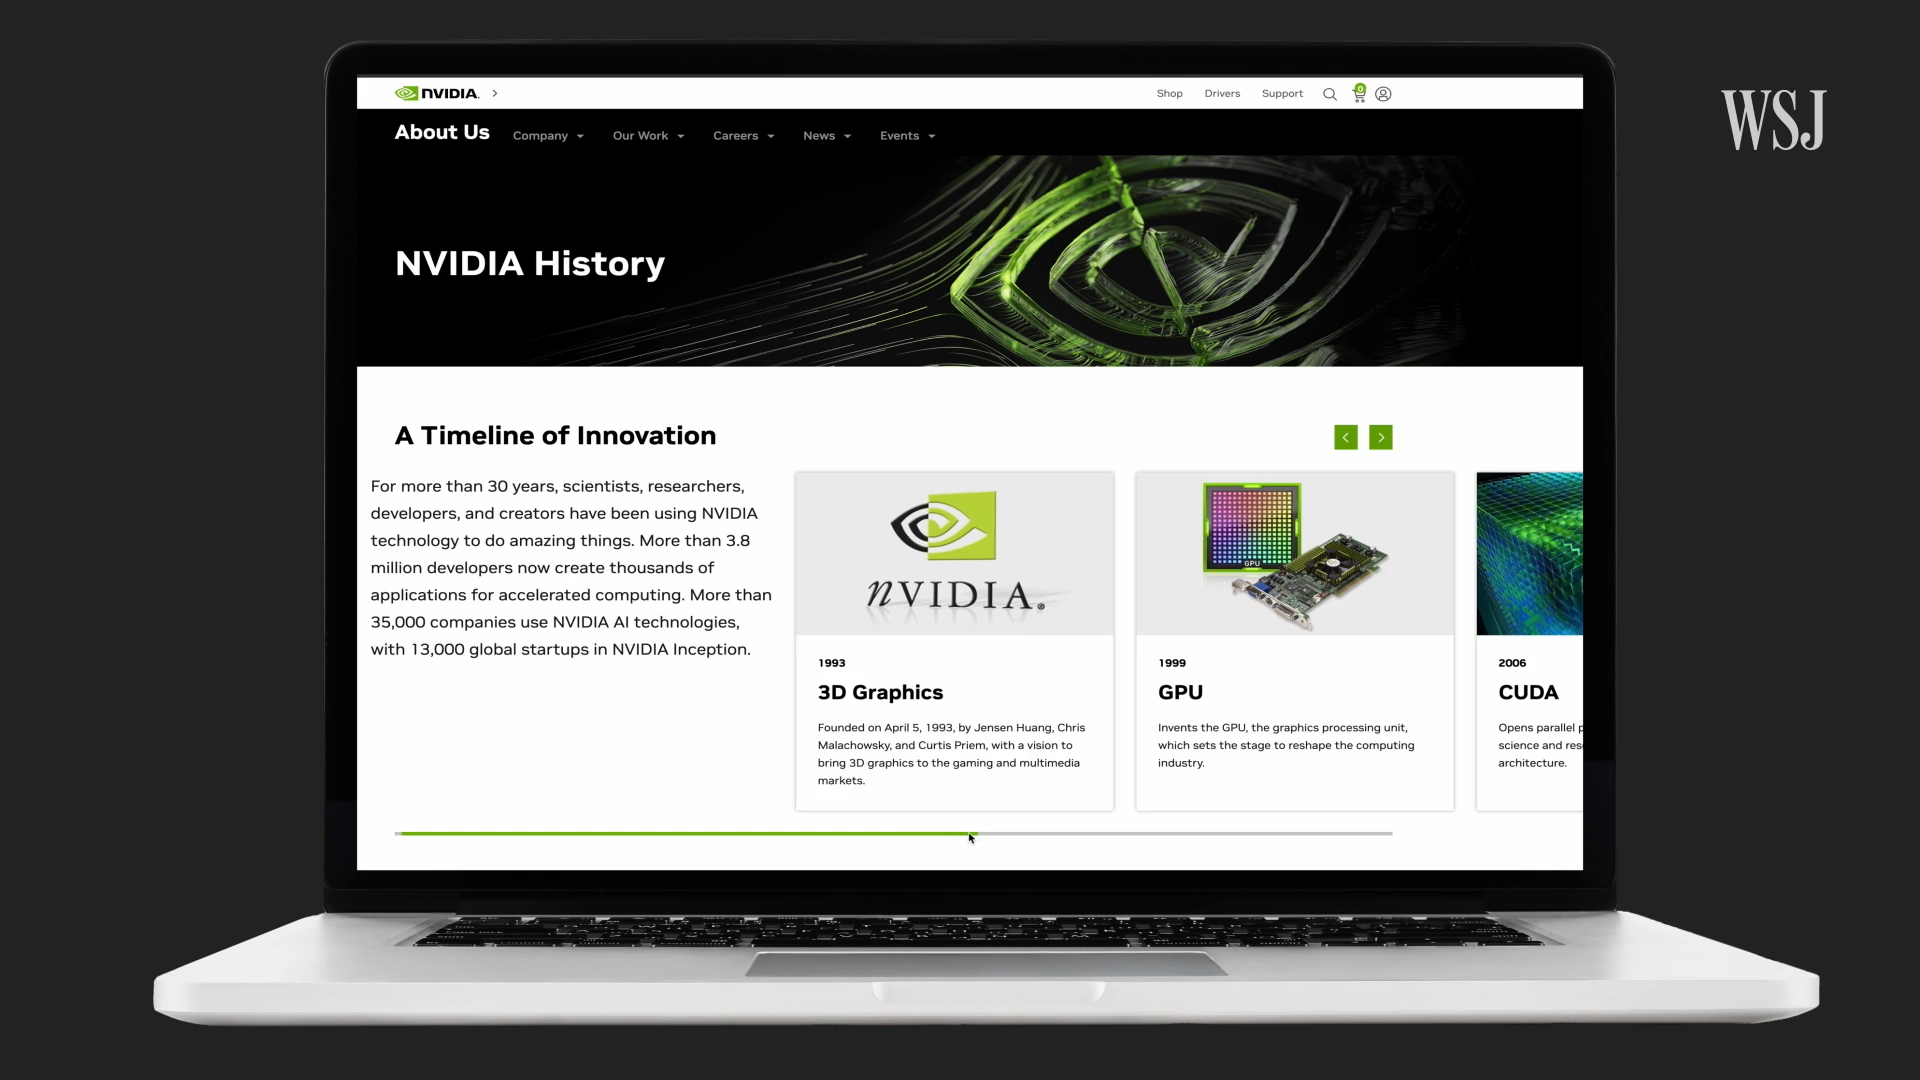 NVIDIA.
Shop Drivers Support 0
WSJ
About Us Company Our Work Careers News Events
NVIDIA History
A Timeline of Innovation
For more than 30 years, scientists, researchers,
developers, and creators have been using NVIDIA
technology to do amazing things. More than 3.8
million developers now create thousands of
applications for accelerated computing. More than
35,000 companies use NVIDIA AI technologies,
with 13,000 global startups in NVIDIA Inception.
nVIDIA.®
1993
3D Graphics
Founded on April 5, 1993, by Jensen Huang, Chris
Malachowsky, and Curtis Priem, with a vision to
bring 3D graphics to the gaming and multimedia
markets.
GPU
1999
GPU
Invents the GPU, the graphics processing unit,
which sets the stage to reshape the computing
industry.
2006
CUDA
Opens parallel
science and
architecture.